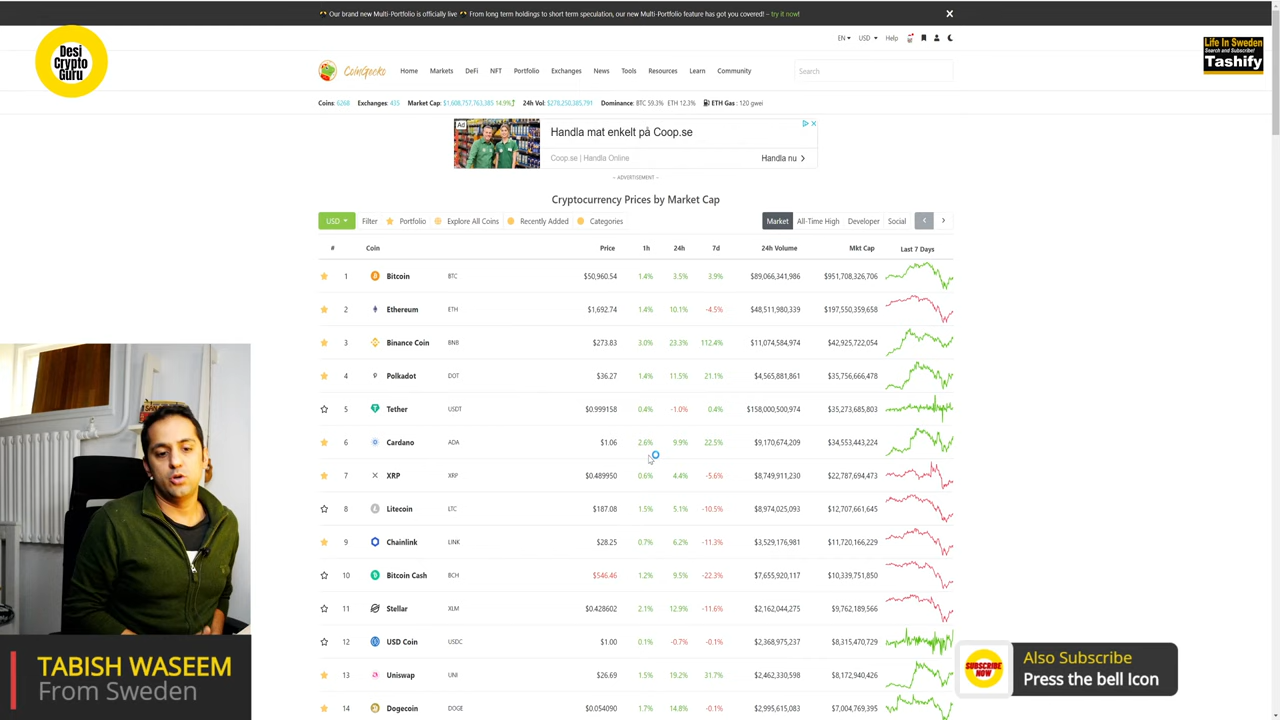 Our brand new Multi-Portfolio is officially live From long term holdings to short term speculation, our new Multi-Portfolio feature has got you covered! – try it now!
Desi
Crypto
Guru
Life In Sweden
Search and Subscribe!
Tashify
EN USD Help
CoinGecko Home Markets DeFi NFT Portfolio Exchanges News Tools Resources Learn Community Search
Coins: 6268 Exchanges: 435 Market Cap: $1,608,757,763,385 14.9% 24h Vol: $278,250,385,791 Dominance: BTC 59.3% ETH 12.3% ETH Gas: 120 gwei
Ad
Handla mat enkelt på Coop.se
Coop.se | Handla Online Handla nu
– ADVERTISEMENT –
Cryptocurrency Prices by Market Cap
USD Filter Portfolio Explore All Coins Recently Added Categories Market All-Time High Developer Social
# Coin Price 1h 24h 7d 24h Volume Mkt Cap Last 7 Days
1 Bitcoin BTC $50,960.54 1.4% 3.5% 3.9% $89,066,341,986 $951,708,326,706
2 Ethereum ETH $1,692.74 1.4% 10.1% -4.5% $48,511,980,339 $197,550,359,658
3 Binance Coin BNB $273.83 3.0% 23.3% 112.4% $11,074,584,974 $42,925,722,054
4 Polkadot DOT $36.27 1.4% 11.5% 21.1% $4,565,881,861 $35,756,666,478
5 Tether USDT $0.999158 0.4% -1.0% 0.4% $158,000,500,974 $35,273,685,803
6 Cardano ADA $1.06 2.6% 9.9% 22.5% $9,170,674,209 $34,553,443,224
7 XRP XRP $0.489950 0.6% 4.4% -5.6% $8,749,911,230 $22,787,694,473
8 Litecoin LTC $187.08 1.5% 5.1% -10.5% $8,974,025,093 $12,707,661,645
9 Chainlink LINK $28.25 0.7% 6.2% -11.3% $3,529,176,981 $11,720,166,229
10 Bitcoin Cash BCH $546.46 1.2% 9.5% -22.3% $7,655,920,117 $10,339,751,850
11 Stellar XLM $0.428602 2.1% 12.9% -11.6% $2,162,044,275 $9,762,189,566
12 USD Coin USDC $1.00 0.1% -0.7% -0.1% $2,368,975,237 $8,315,470,729
13 Uniswap UNI $26.69 1.5% 19.2% 31.7% $2,462,330,598 $8,172,940,426
14 Dogecoin DOGE $0.054090 1.7% 14.8% -0.1% $2,995,615,083 $7,004,769,395
TABISH WASEEM
From Sweden
SUBSCRIBE
NOW
Also Subscribe
Press the bell Icon